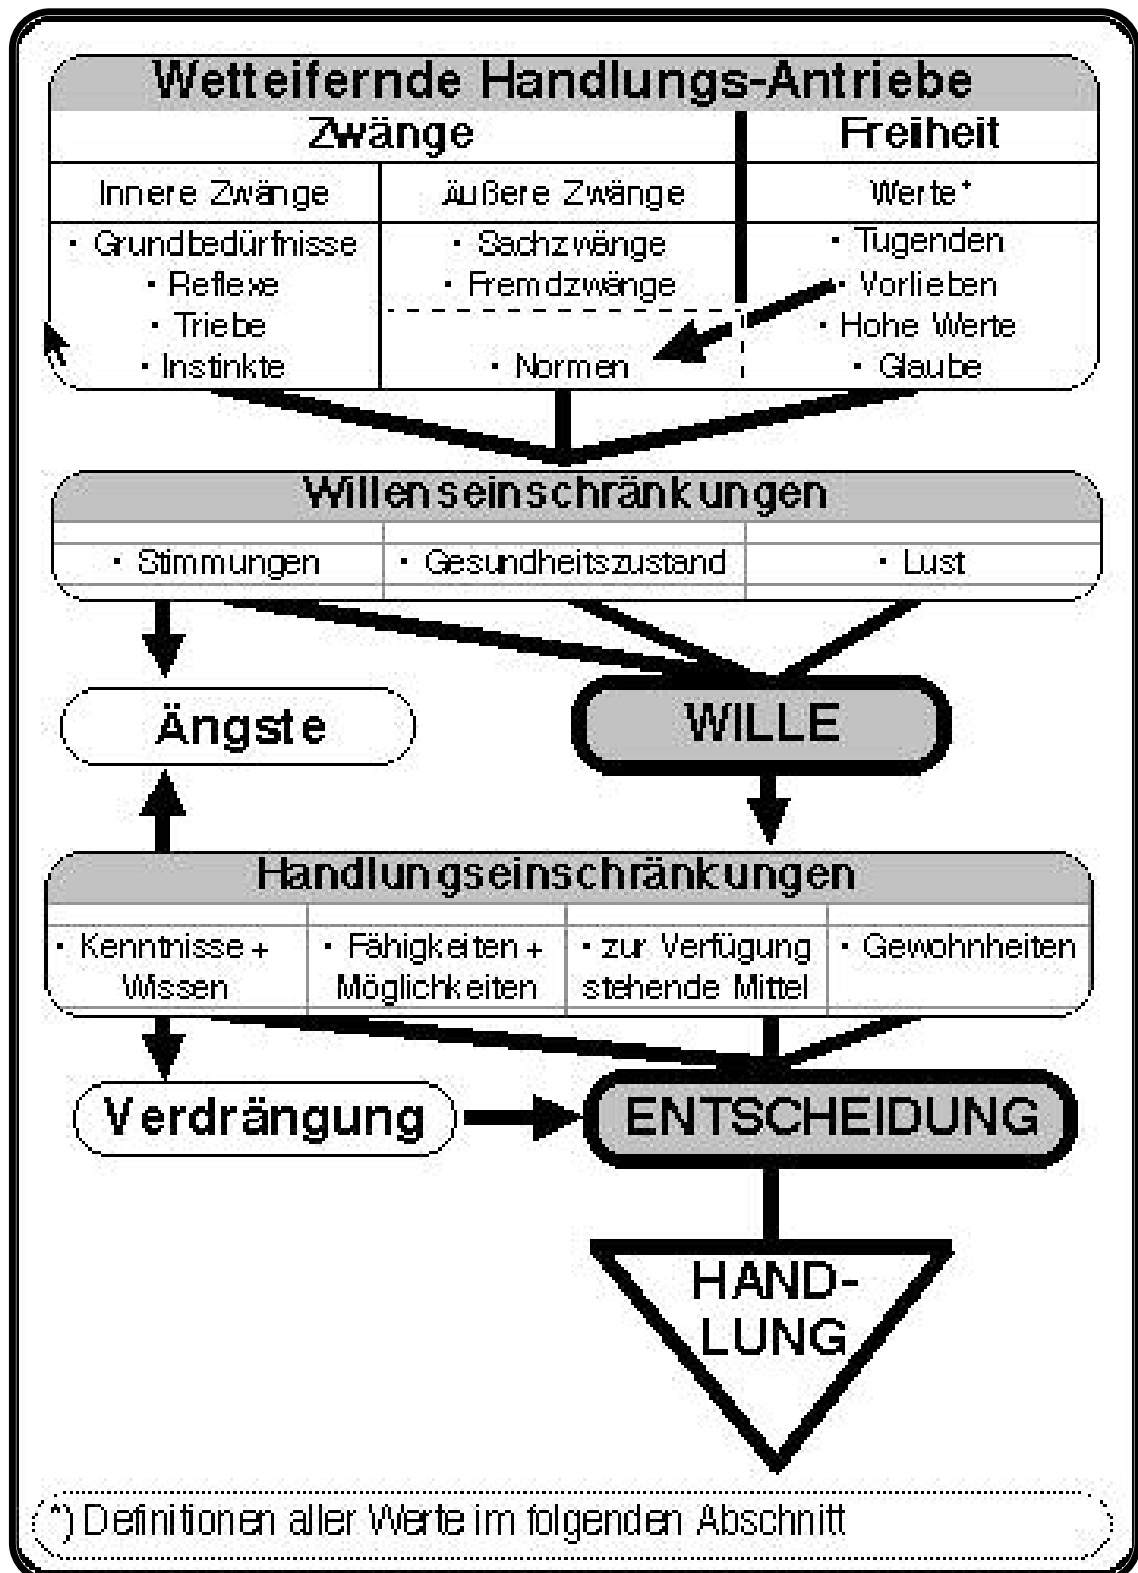 Wetteifernde Handlungs-Antriebe
Zwänge
Freiheit
Innere Zwänge
äußere Zwänge
Werte*
· Grundbedürfnisse
· Reflexe
· Triebe
· Instinkte
· Sachzwänge
· Fremdzwänge
· Normen
· Tugenden
· Vorlieben
· Hohe Werte
· Glaube
Willenseinschränkungen
· Stimmungen
· Gesundheitszustand
· Lust
Ängste
WILLE
Handlungseinschränkungen
· Kenntnisse +
Wissen
· Fähigkeiten +
Möglichkeiten
· zur Verfügung
stehende Mittel
· Gewohnheiten
Verdrängung
ENTSCHEIDUNG
HAND-
LUNG
*) Definitionen aller Werte im folgenden Abschnitt